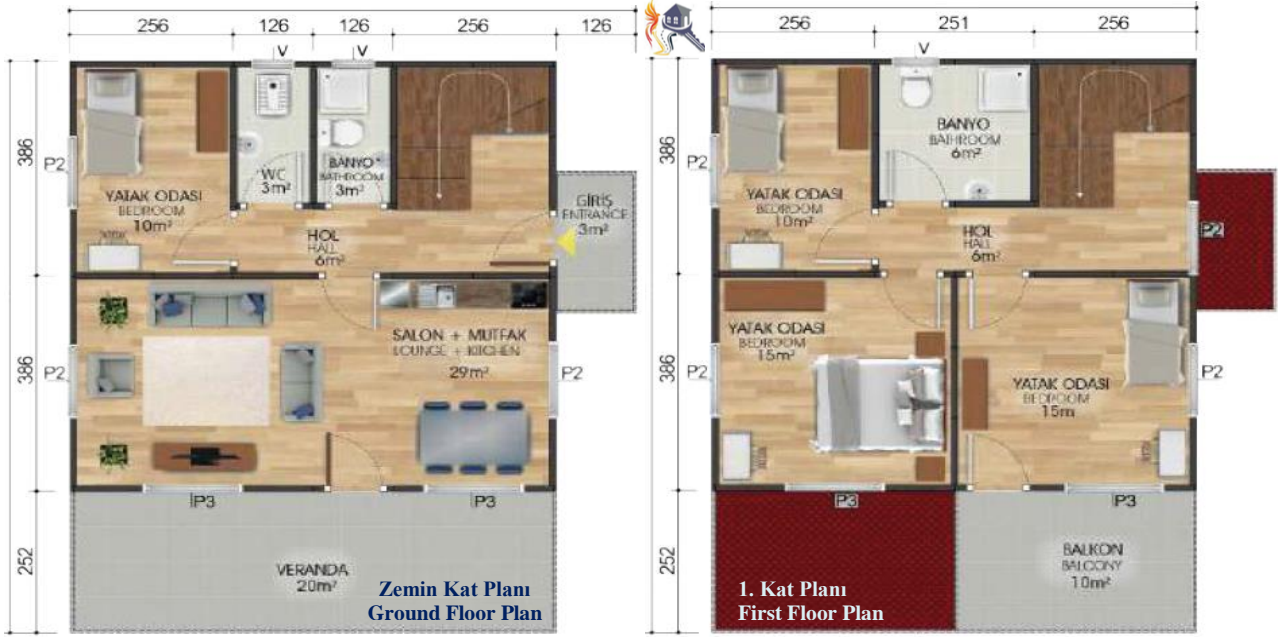 256 126 126 256 126
V V
386
P2
YATAK ODASI
BEDROOM
10m²
WC
3m²
BANYO
BATHROOM
3m²
GİRİŞ
ENTRANCE
3m²
HOL
HALL
6m²
386
P2
SALON + MUTFAK
LOUNGE + KITCHEN
29m²
P2
P3 P3
252
VERANDA
20m²
Zemin Kat Planı
Ground Floor Plan
256 251 256
V
386
P2
YATAK ODASI
BEDROOM
10m²
BANYO
BATHROOM
6m²
HOL
HALL
6m²
P2
386
P2
YATAK ODASI
BEDROOM
15m²
YATAK ODASI
BEDROOM
15m
P2
P3 P3
252
BALKON
BALCONY
10m²
1. Kat Planı
First Floor Plan